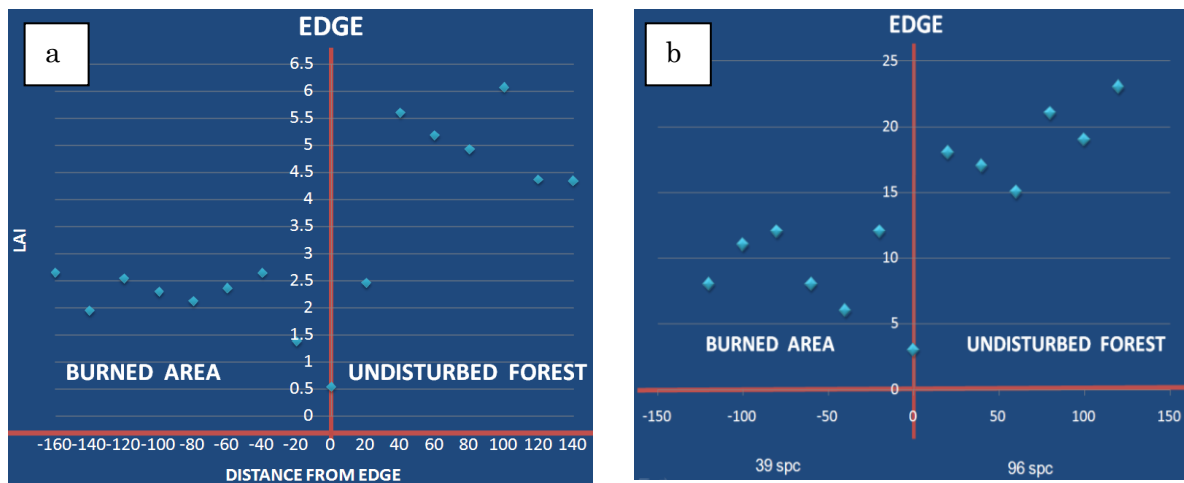 a
EDGE
6.5
6
5.5
5
4.5
4
3.5
3
2.5
2
1.5
1
0.5
0
LAI
BURNED AREA
UNDISTURBED FOREST
-160-140-120-100 -80 -60 -40 -20 0 20 40 60 80 100 120 140
DISTANCE FROM EDGE
b
EDGE
25
20
15
10
5
0
BURNED AREA
UNDISTURBED FOREST
-150 -100 -50 0 50 100 150
39 spc
96 spc